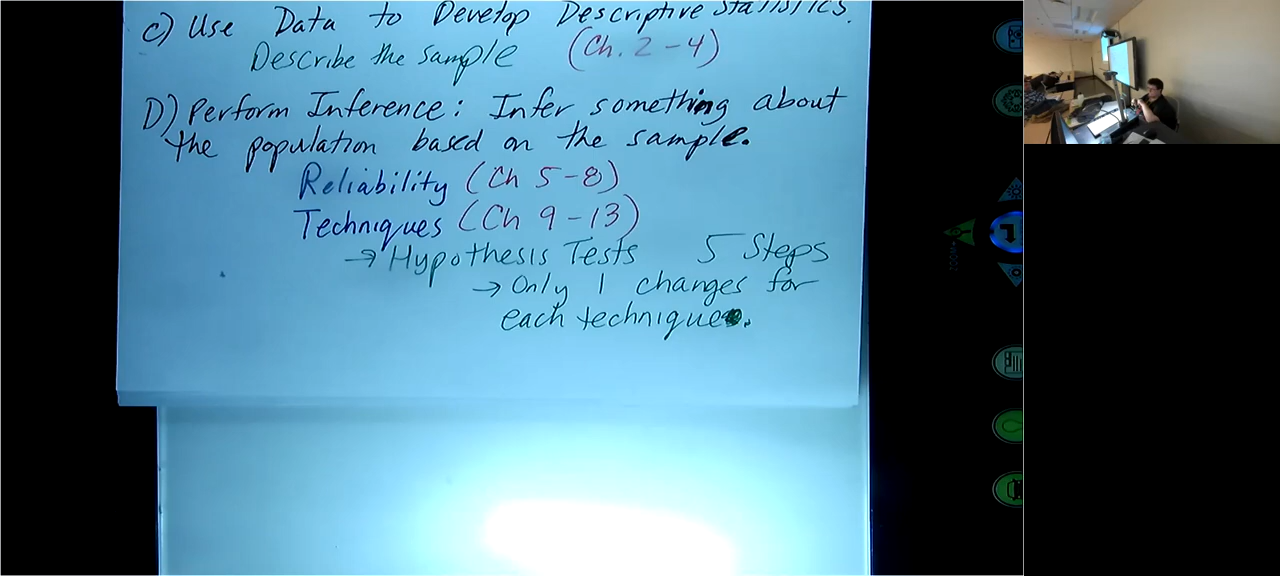 C) Use Data to Develop Descriptive Statistics.
Describe the sample (Ch. 2-4)
D) Perform Inference: Infer something about
the population based on the sample.
Reliability (Ch 5-8)
Techniques (Ch 9-13)
→ Hypothesis Tests 5 Steps
→ Only 1 changes for
each technique.